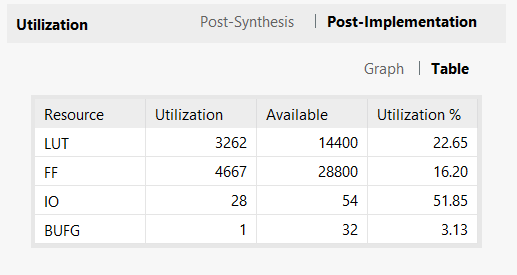 Utilization Post-Synthesis | Post-Implementation
Graph | Table
Resource Utilization Available Utilization %
LUT 3262 14400 22.65
FF 4667 28800 16.20
IO 28 54 51.85
BUFG 1 32 3.13